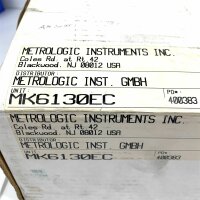 METROLOGIC INSTRUMENTS INC.
Coles Rd. at Rt. 42
Blackwood, NJ 08012 USA
DISTRIBUTOR
METROLOGIC INST. GMBH
UNIT
PO#:
MK6130EC
400383
METROLOGIC INSTRUMENTS INC.
Coles Rd. at Rt. 42
Blackwood, NJ 08012 USA
DISTRIBUTOR
METROLOGIC INST. GMBH
UNIT
PO#:
MK6130EC
400383